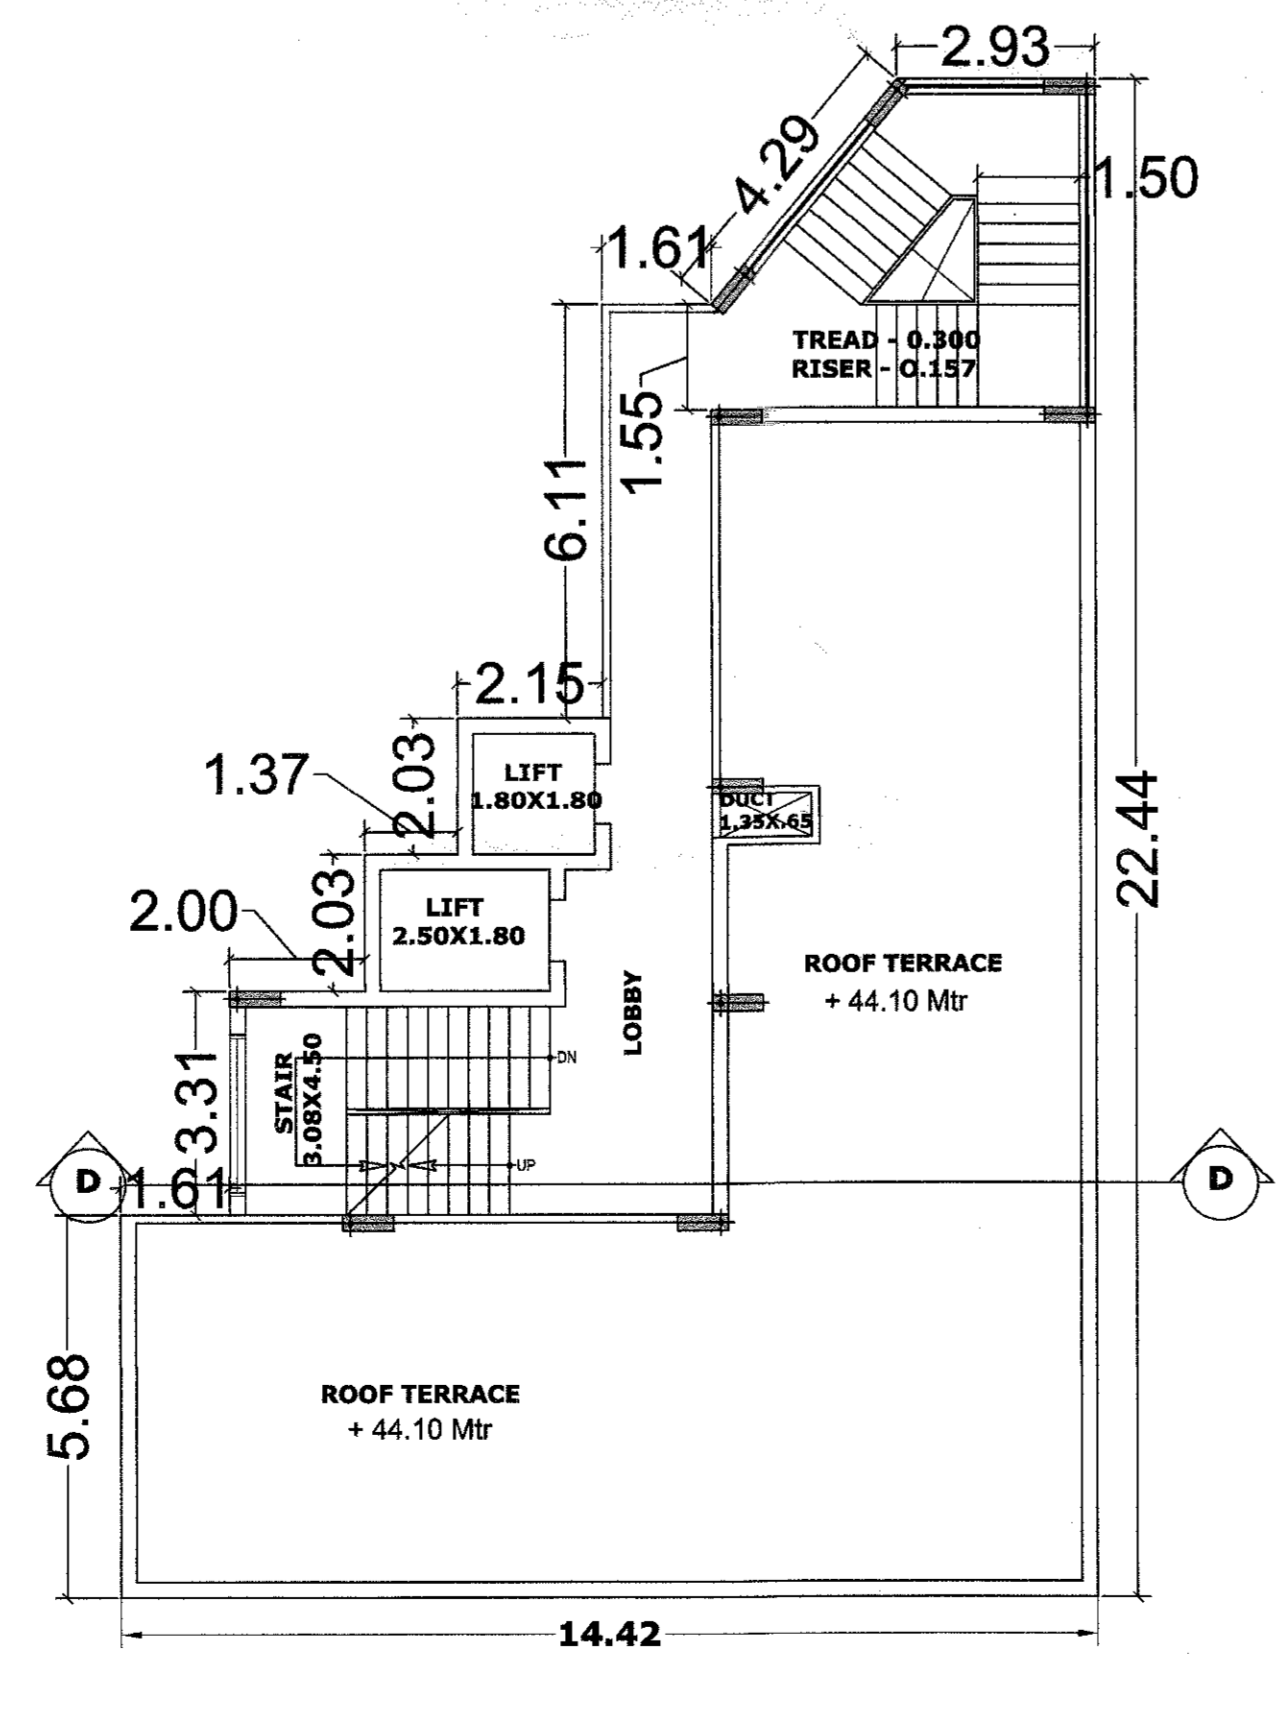 2.93
4.29
1.50
1.61
TREAD - 0.300
RISER - 0.157
1.55
6.11
2.15
1.37
2.03
LIFT
1.80X1.80
DUCT
1.35X.65
22.44
2.00
2.03
LIFT
2.50X1.80
ROOF TERRACE
+ 44.10 Mtr
LOBBY
STAIR
3.08X4.50
DN
UP
3.31
D
1.61
D
5.68
ROOF TERRACE
+ 44.10 Mtr
14.42